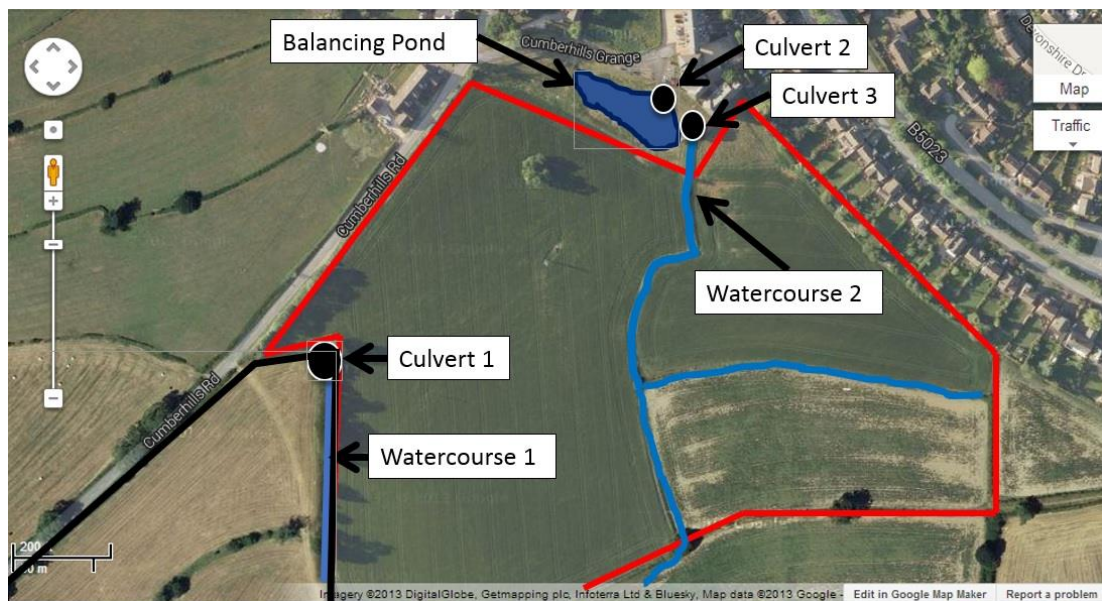 Balancing Pond
Cumberhills Grange
Culvert 2
Devonshire Dr
Map
Culvert 3
Traffic
B5023
Cumberhills Rd
Watercourse 2
Culvert 1
Cumberhills Rd
Watercourse 1
Imagery ©2013 DigitalGlobe, Getmapping plc, Infoterra Ltd & Bluesky, Map data ©2013 Google -
Edit in Google Map Maker
Report a problem